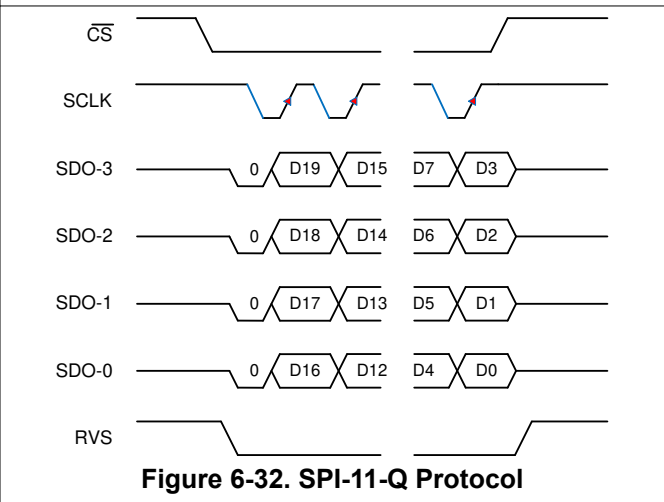 CS
SCLK
SDO-3 0 D19 D15 D7 D3
SDO-2 0 D18 D14 D6 D2
SDO-1 0 D17 D13 D5 D1
SDO-0 0 D16 D12 D4 D0
RVS
Figure 6-32. SPI-11-Q Protocol